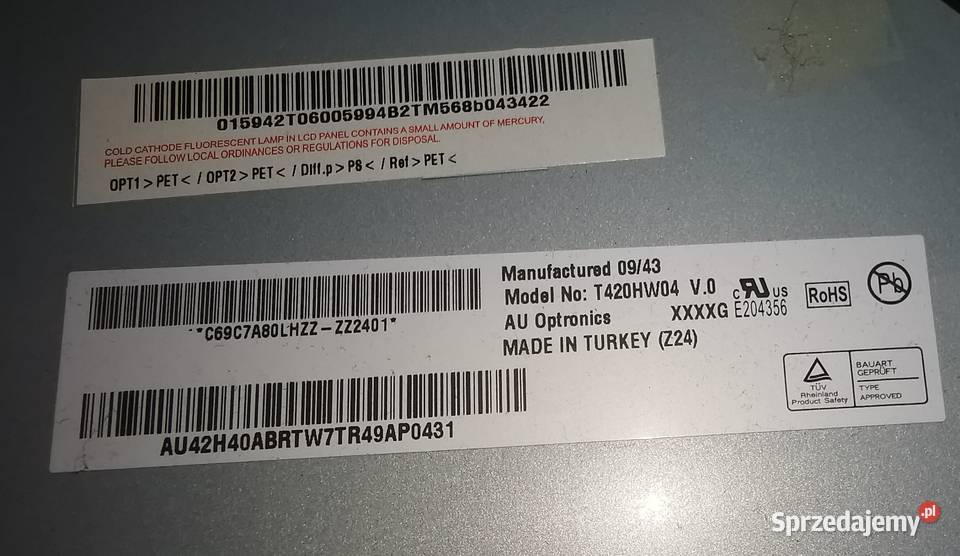 015942T06005994B2TM568b043422
COLD CATHODE FLUORESCENT LAMP IN LCD PANEL CONTAINS A SMALL AMOUNT OF MERCURY,
PLEASE FOLLOW LOCAL ORDINANCES OR REGULATIONS FOR DISPOSAL.
OPT1 > PET < / OPT2 > PET < / Diff.p > PS < / Ref > PET <
*C69C7A80LHZZ-ZZ2401*
AU42H40ABRTW7TR49AP0431
Manufactured 09/43
Model No: T420HW04 V.0
AU Optronics XXXXG
MADE IN TURKEY (Z24)
c RU US
E204356
RoHS
Pb
TÜV
Rheinland
Product Safety
BAUART
GEPRÜFT
TYPE
APPROVED
Sprzedajemy.pl